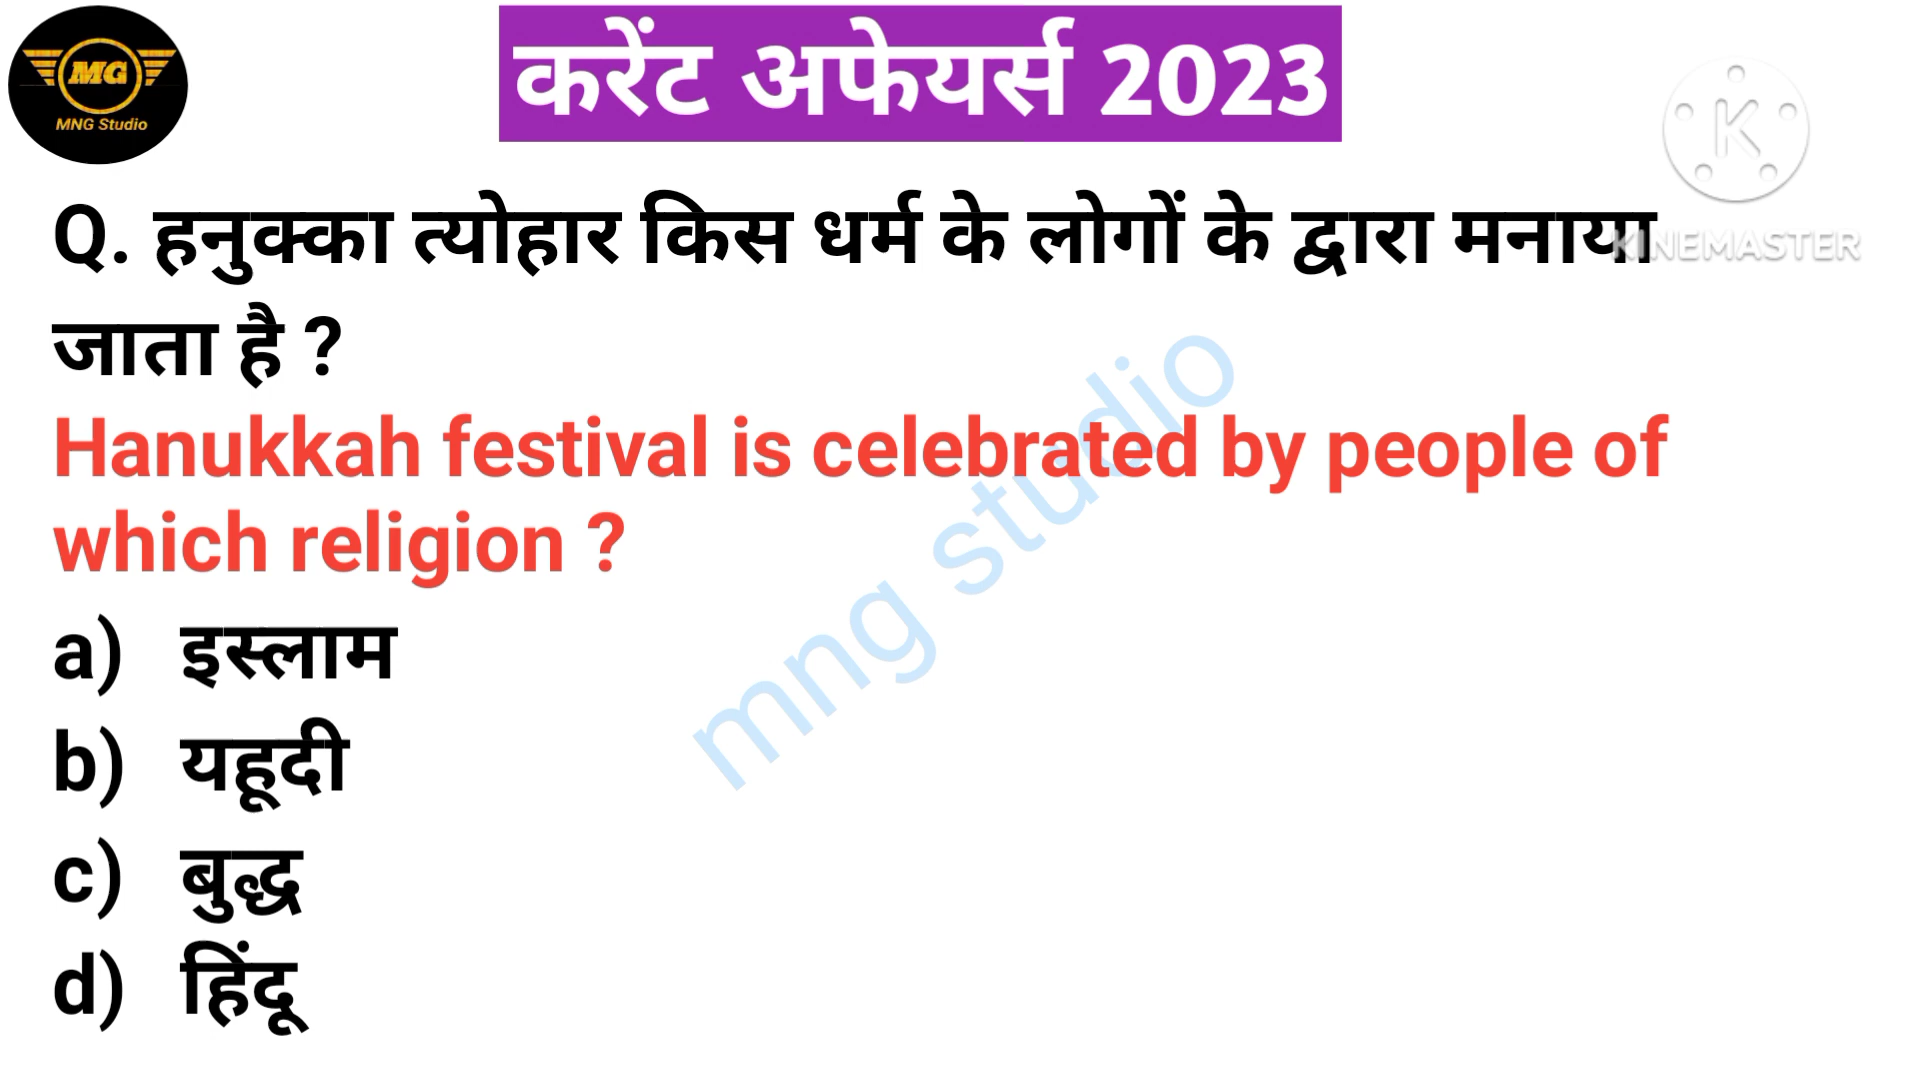 MG
MNG Studio
करेंट अफेयर्स 2023
K
KINEMASTER
Q. हनुक्का त्योहार किस धर्म के लोगों के द्वारा मनाया
जाता है ?
Hanukkah festival is celebrated by people of
which religion ?
mng studio
a) इस्लाम
b) यहूदी
c) बुद्ध
d) हिंदू